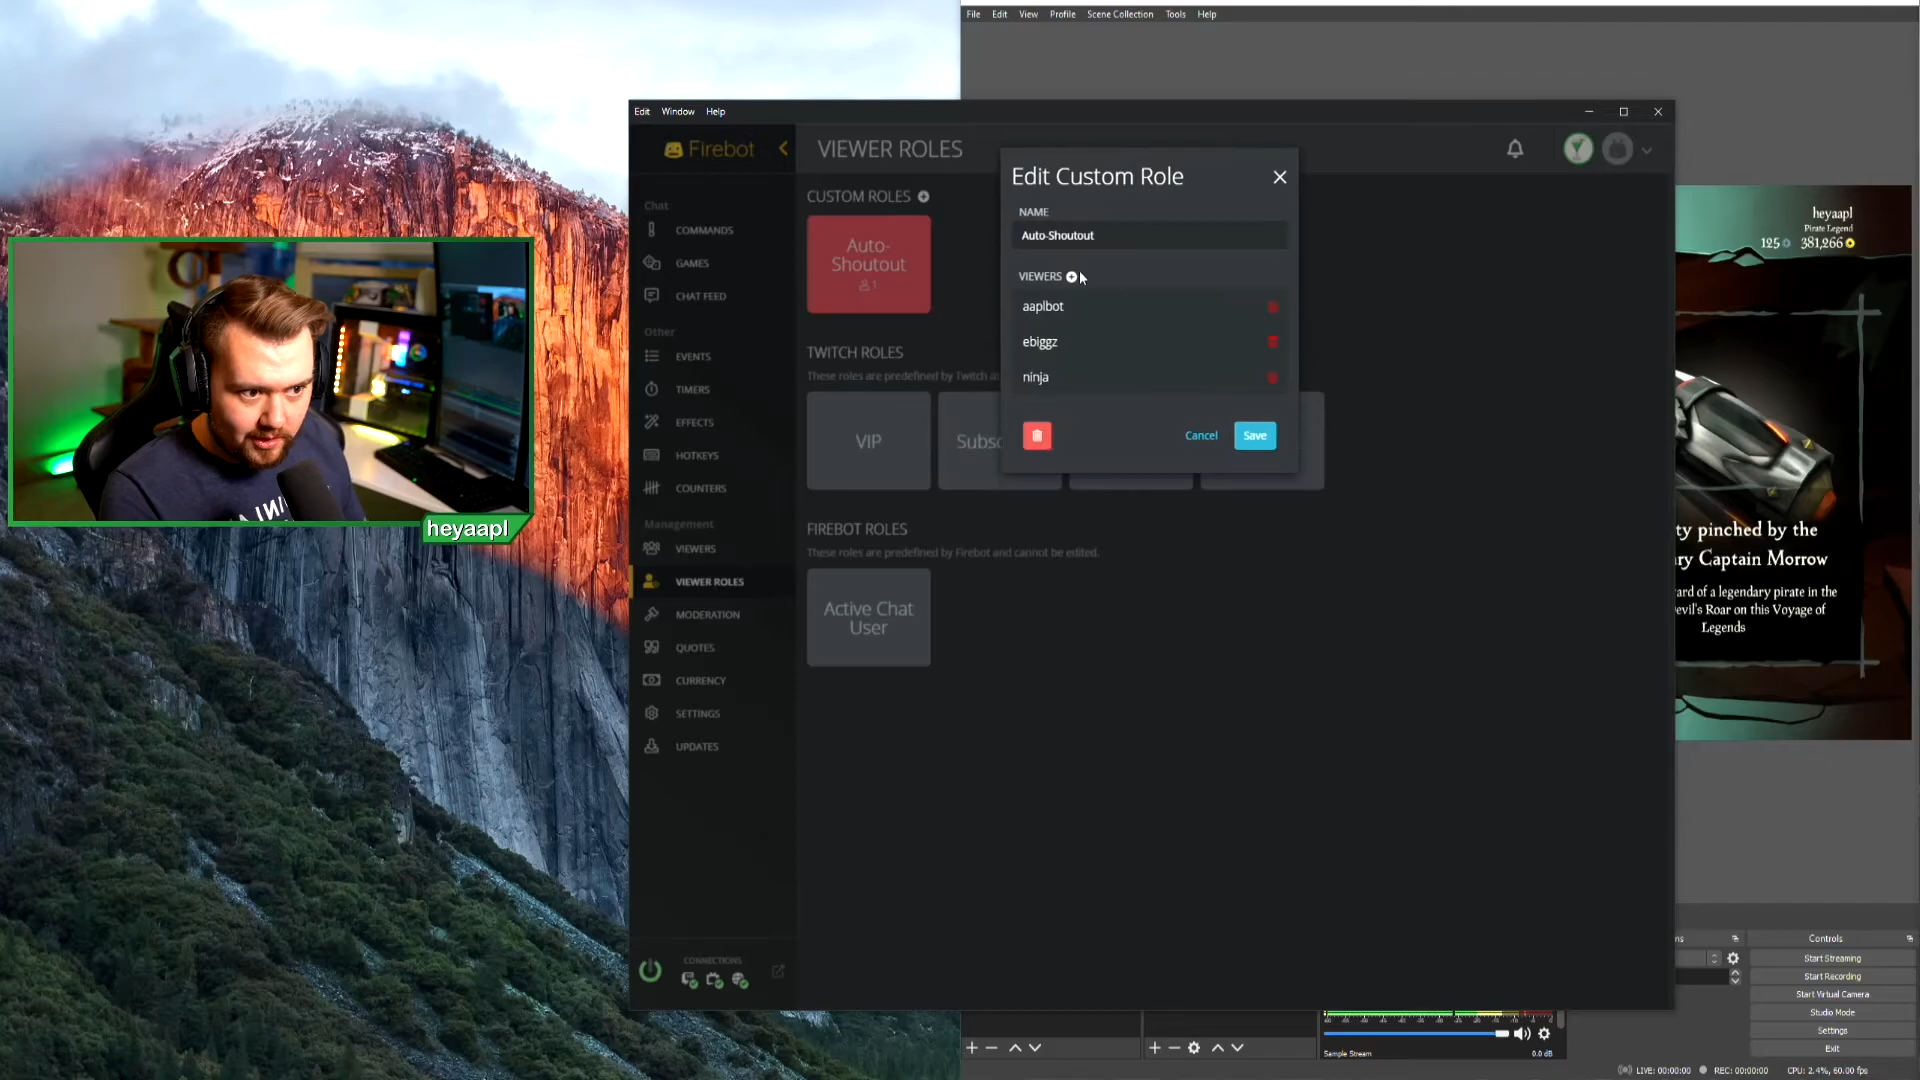 File Edit View Profile Scene Collection Tools Help
Edit Window Help
Firebot
VIEWER ROLES
Chat
COMMANDS
GAMES
CHAT FEED
Other
EVENTS
TIMERS
EFFECTS
HOTKEYS
COUNTERS
Management
VIEWERS
VIEWER ROLES
MODERATION
QUOTES
CURRENCY
SETTINGS
UPDATES
CONNECTIONS
CUSTOM ROLES
Auto-
Shoutout
1
TWITCH ROLES
These roles are predefined by Twitch a
VIP
Subsc
FIREBOT ROLES
These roles are predefined by Firebot and cannot be edited.
Active Chat
User
Edit Custom Role
NAME
Auto-Shoutout
VIEWERS
aaplbot
ebiggz
ninja
Cancel
Save
heyaapl
heyaapl
Pirate Legend
125 381,266
ty pinched by the
ry Captain Morrow
ard of a legendary pirate in the
evil's Roar on this Voyage of
Legends
ns
Controls
Start Streaming
Start Recording
Start Virtual Camera
Studio Mode
Settings
Exit
Sample Stream
0.0 dB
LIVE: 00:00:00
REC: 00:00:00
CPU: 2.4%, 60.00 fps